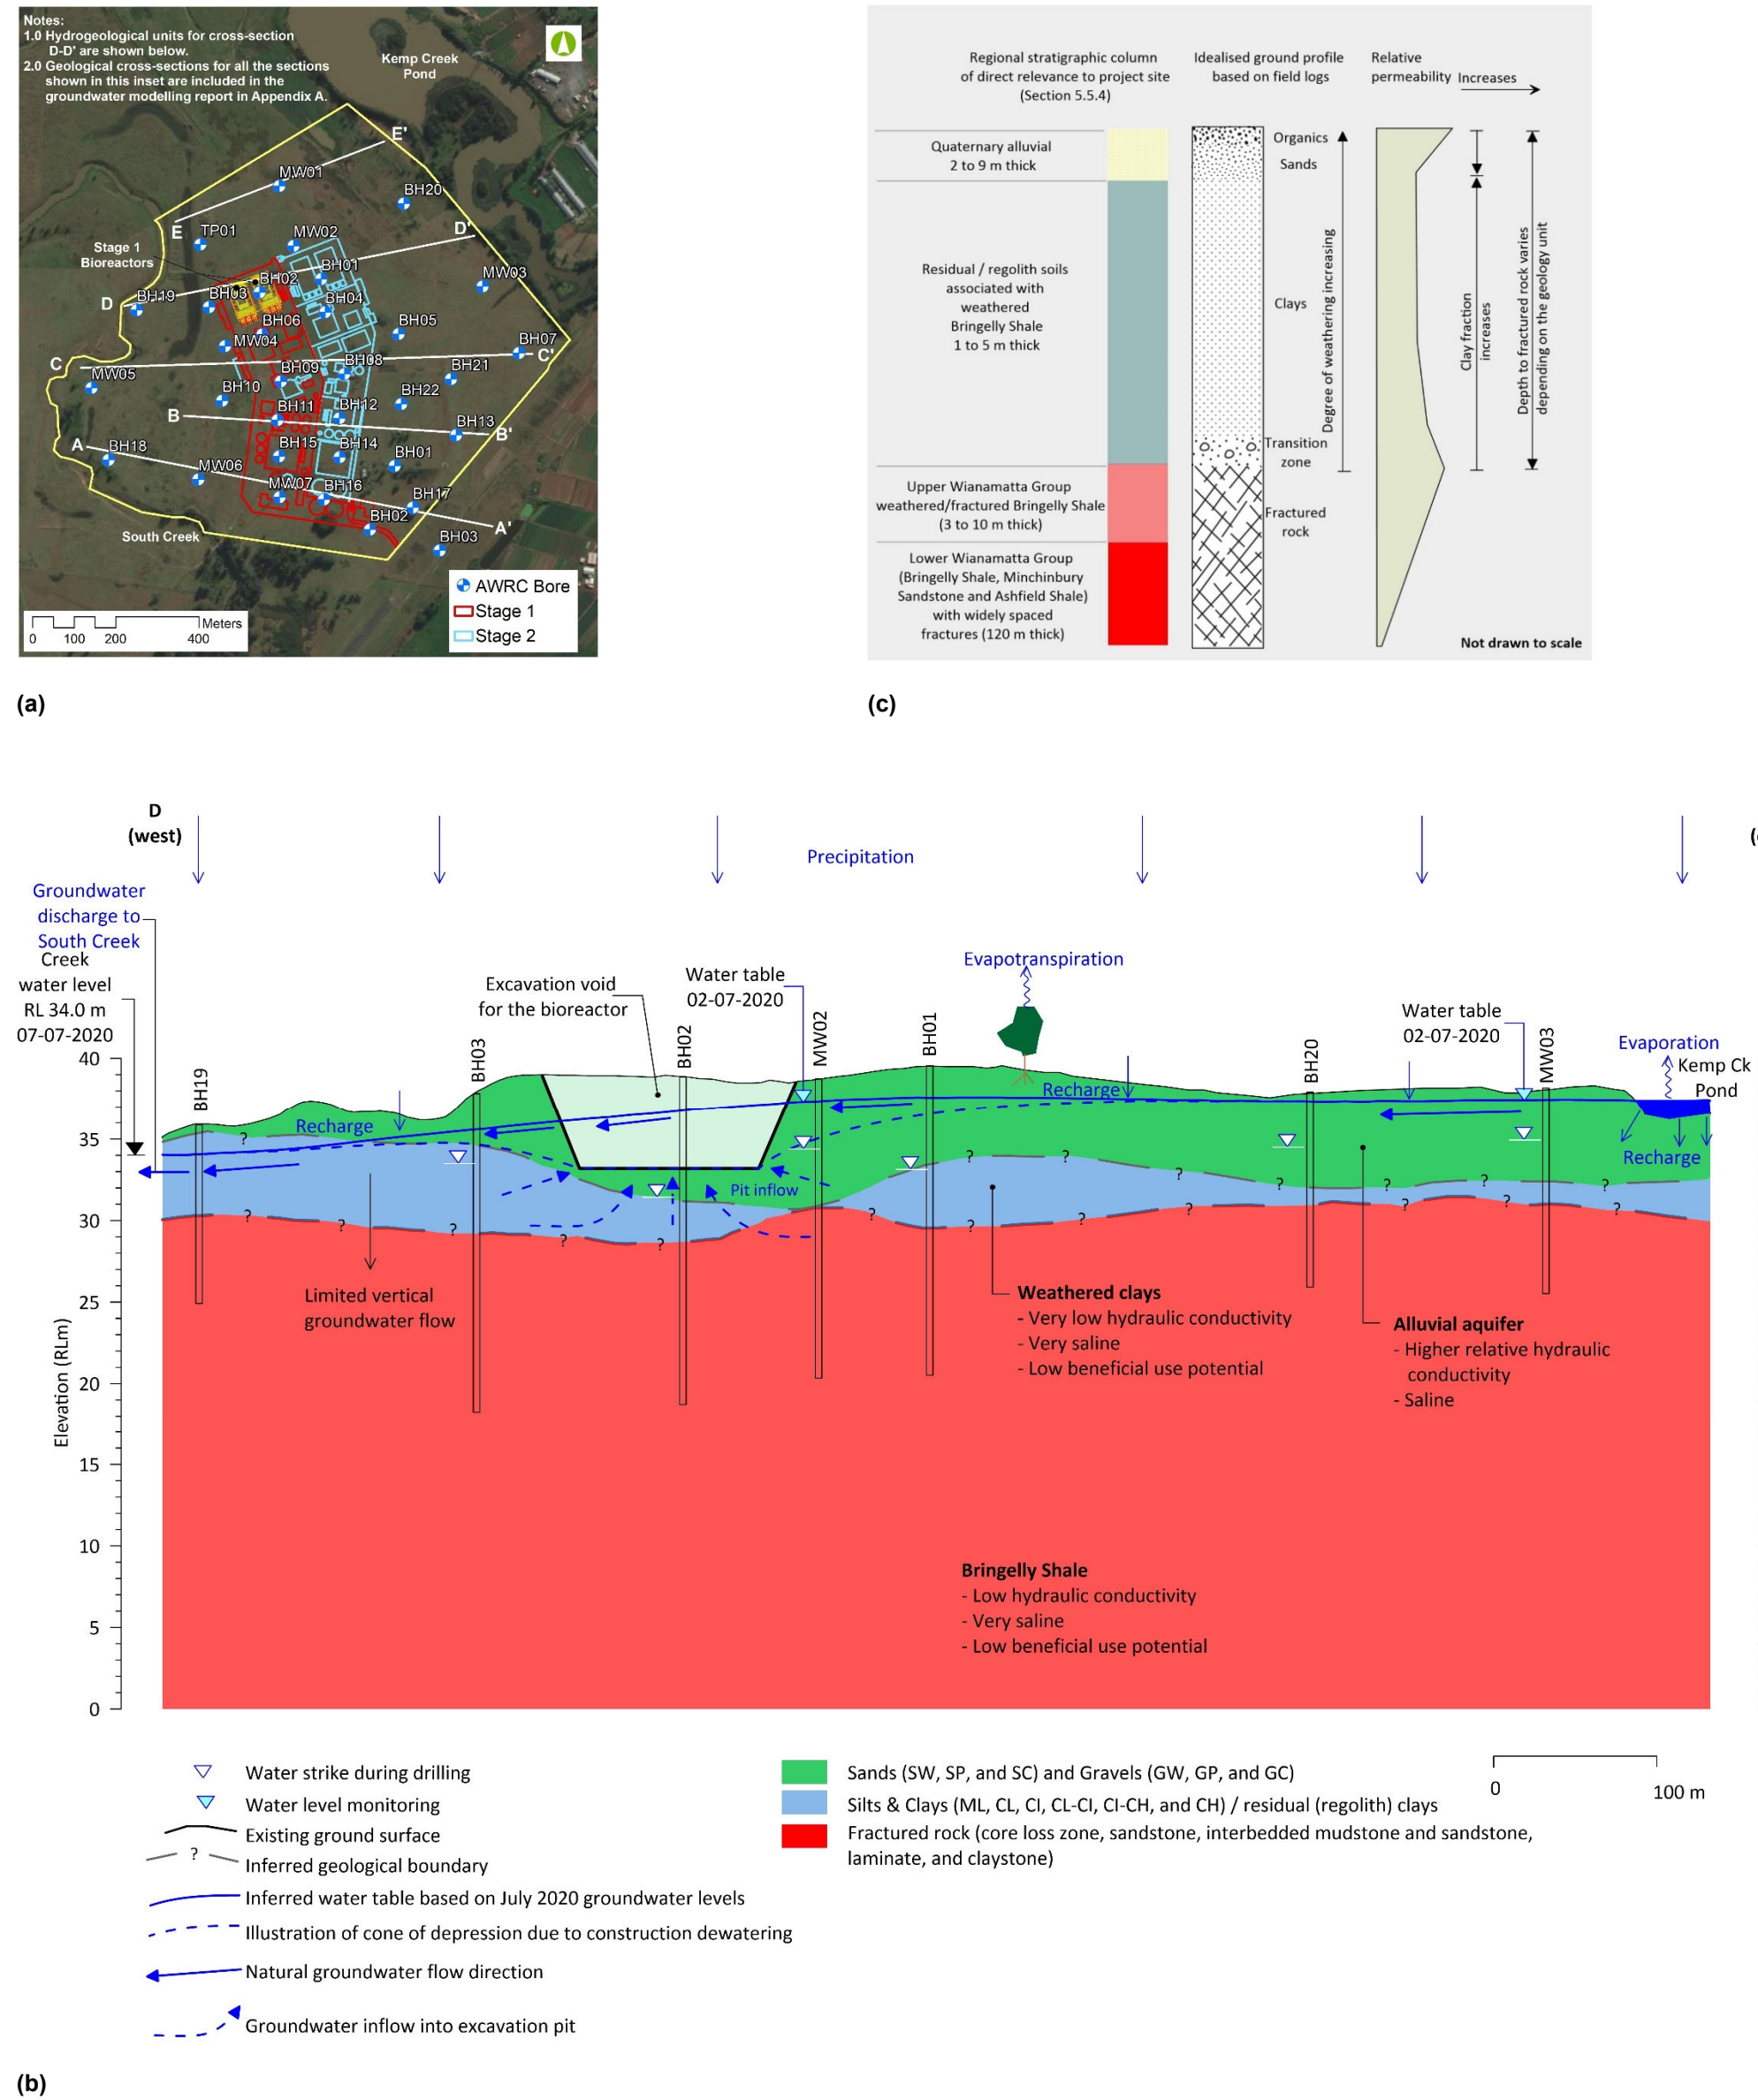 Notes:
1.0 Hydrogeological units for cross-section
D-D' are shown below.
2.0 Geological cross-sections for all the sections
shown in this inset are included in the
groundwater modelling report in Appendix A.
Kemp Creek
Pond
E'
MW01
BH20
E
TP01
MW02
D'
Stage 1
Bioreactors
BH01
BH02
MW03
D
BH19
BH03
BH04
BH06
BH05
MW04
BH07
C
BH08
C'
MW05
BH09
BH21
BH10
BH22
B
BH11
BH12
BH13
B'
A
BH18
BH15
BH14
BH01
MW06
MW07
BH16
BH17
BH02
A'
South Creek
BH03
AWRC Bore
Stage 1
Stage 2
Meters
0 100 200 400
(a)
Regional stratigraphic column
of direct relevance to project site
(Section 5.5.4)
Idealised ground profile
based on field logs
Relative
permeability Increases
Quaternary alluvial
2 to 9 m thick
Organics
Sands
Residual / regolith soils
associated with
weathered
Bringelly Shale
1 to 5 m thick
Clays
Degree of weathering increasing
Clay fraction
increases
Depth to fractured rock varies
depending on the geology unit
Transition
zone
Upper Wianamatta Group
weathered/fractured Bringelly Shale
(3 to 10 m thick)
Fractured
rock
Lower Wianamatta Group
(Bringelly Shale, Minchinbury
Sandstone and Ashfield Shale)
with widely spaced
fractures (120 m thick)
Not drawn to scale
(c)
D
(west)
(
Precipitation
Groundwater
discharge to
South Creek
Creek
water level
RL 34.0 m
07-07-2020
Excavation void
for the bioreactor
Water table
02-07-2020
Evapotranspiration
Water table
02-07-2020
Evaporation
Kemp Ck
Pond
BH19
BH03
BH02
MW02
BH01
BH20
MW03
Recharge
Recharge
Recharge
Pit inflow
? ? ? ? ? ? ? ?
? ? ? ? ? ? ? ? ? ? ? ? ?
Limited vertical
groundwater flow
Weathered clays
- Very low hydraulic conductivity
- Very saline
- Low beneficial use potential
Alluvial aquifer
- Higher relative hydraulic
conductivity
- Saline
Bringelly Shale
- Low hydraulic conductivity
- Very saline
- Low beneficial use potential
Elevation (RLm)
40
35
30
25
20
15
10
5
0
Water strike during drilling
Water level monitoring
Existing ground surface
? Inferred geological boundary
Inferred water table based on July 2020 groundwater levels
Illustration of cone of depression due to construction dewatering
Natural groundwater flow direction
Groundwater inflow into excavation pit
Sands (SW, SP, and SC) and Gravels (GW, GP, and GC)
Silts & Clays (ML, CL, CI, CL-CI, CI-CH, and CH) / residual (regolith) clays
Fractured rock (core loss zone, sandstone, interbedded mudstone and sandstone,
laminate, and claystone)
0 100 m
(b)